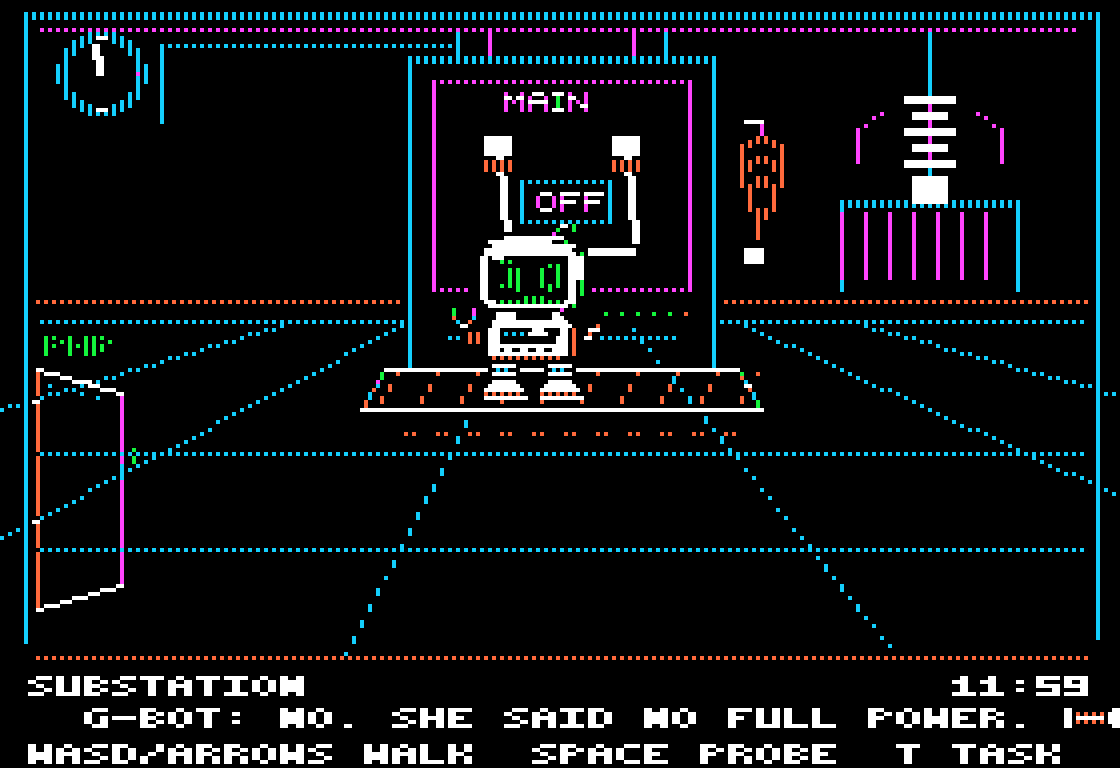 MAIN
OFF
SUBSTATION 11:59
G-BOT: NO. SHE SAID NO FULL POWER.
WASD/ARROWS WALK SPACE PROBE T TASK